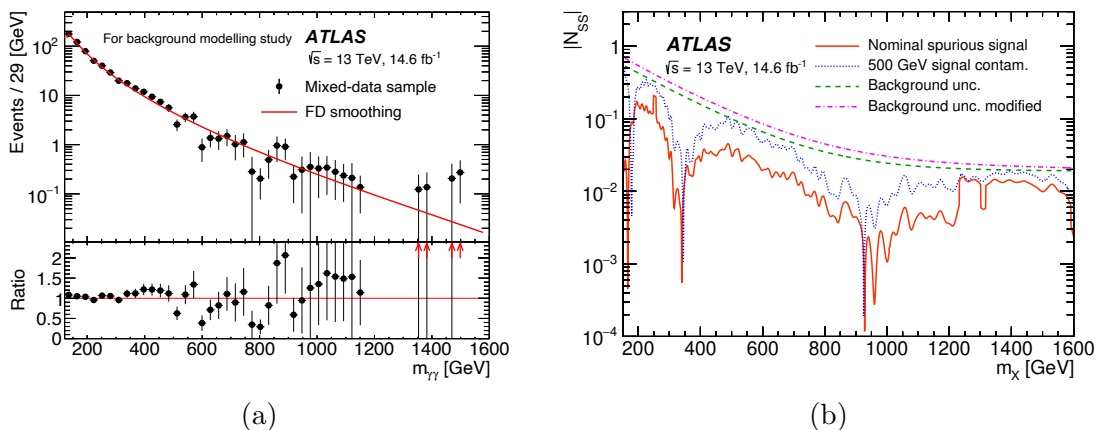 Events / 29 [GeV]
10²
10
1
10⁻¹
For background modelling study
ATLAS
√s = 13 TeV, 14.6 fb⁻¹
Mixed-data sample
FD smoothing
Ratio
2
1.5
1
0.5
0
200 400 600 800 1000 1200 1400 1600
m_γγ [GeV]
(a)
|N_SS|
1
10⁻¹
10⁻²
10⁻³
10⁻⁴
ATLAS
√s = 13 TeV, 14.6 fb⁻¹
Nominal spurious signal
500 GeV signal contam.
Background unc.
Background unc. modified
200 400 600 800 1000 1200 1400 1600
m_X [GeV]
(b)